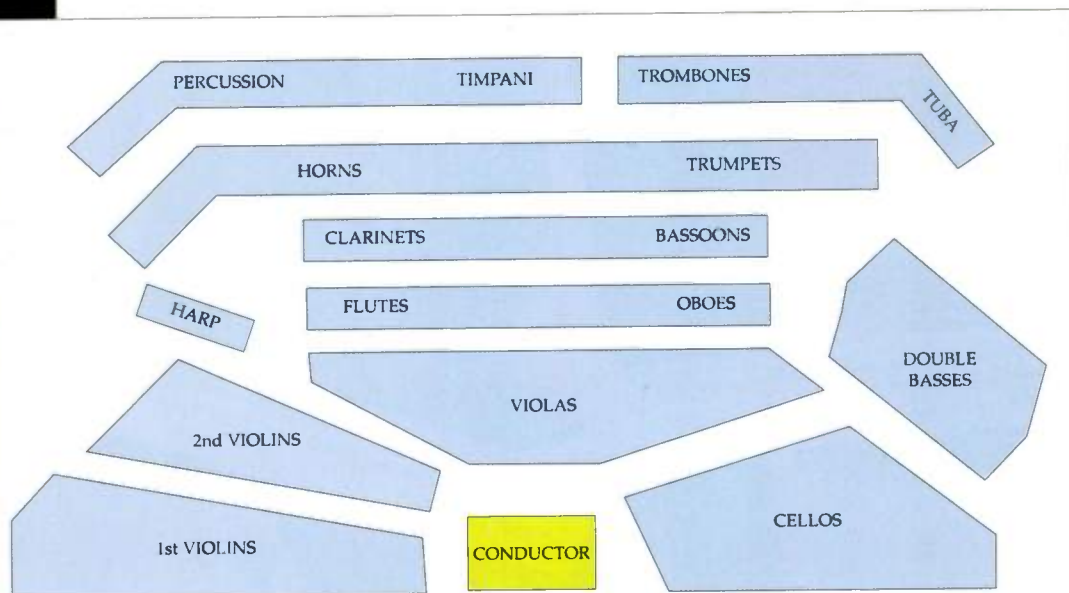 PERCUSSION TIMPANI TROMBONES
TUBA
HORNS TRUMPETS
CLARINETS BASSOONS
HARP FLUTES OBOES
DOUBLE
BASSES
VIOLAS
2nd VIOLINS
CELLOS
1st VIOLINS
CONDUCTOR